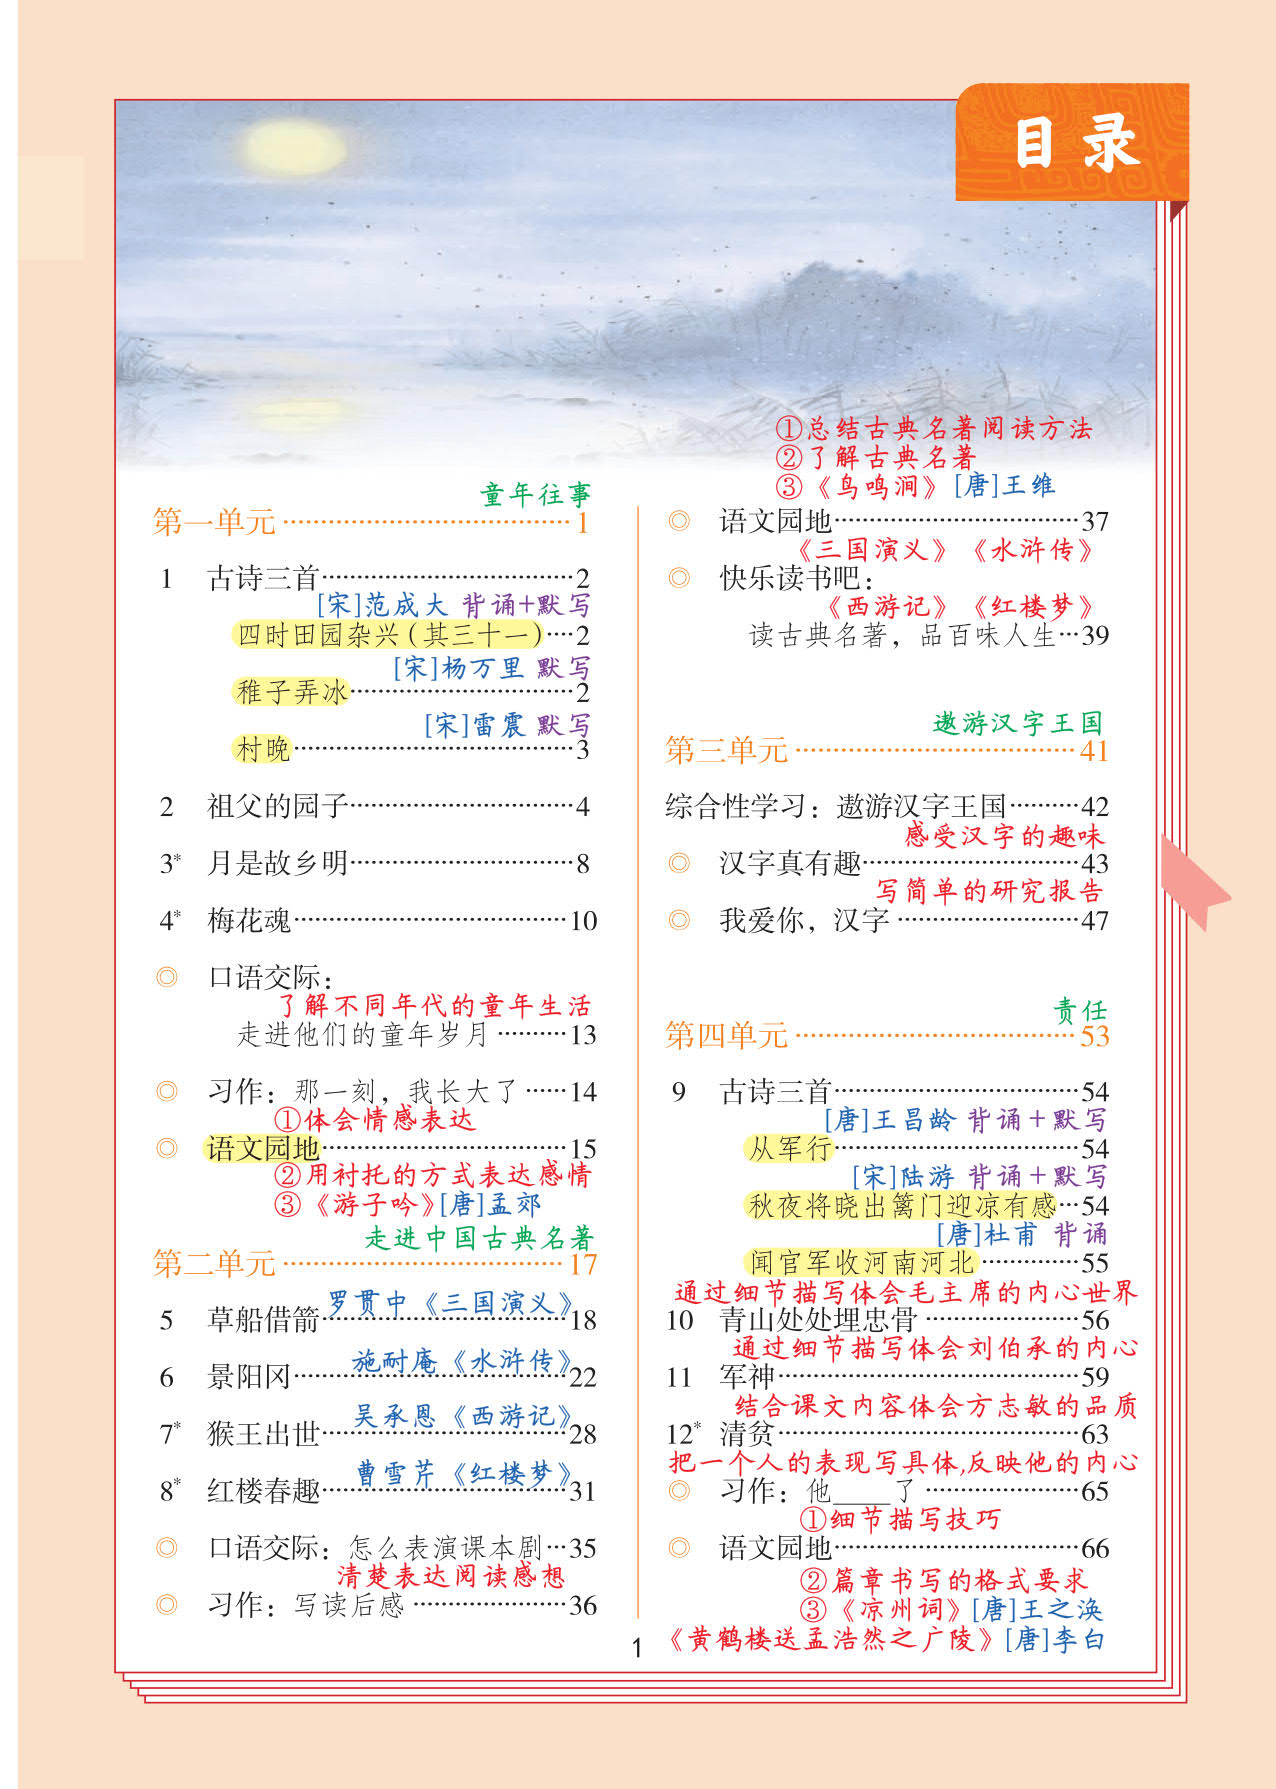 目录
童年往事
第一单元……1
1 古诗三首……2
[宋]范成大 背诵+默写
四时田园杂兴（其三十一）…2
[宋]杨万里 默写
稚子弄冰……2
[宋]雷震 默写
村晚……3
2 祖父的园子……4
3* 月是故乡明……8
4* 梅花魂……10
◎ 口语交际：
了解不同年代的童年生活
走进他们的童年岁月……13
◎ 习作：那一刻，我长大了……14
①体会情感表达
◎ 语文园地……15
②用衬托的方式表达感情
③《游子吟》[唐]孟郊
走进中国古典名著
第二单元……17
罗贯中《三国演义》
5 草船借箭……18
施耐庵《水浒传》
6 景阳冈……22
吴承恩《西游记》
7* 猴王出世……28
曹雪芹《红楼梦》
8* 红楼春趣……31
◎ 口语交际：怎么表演课本剧…35
清楚表达阅读感想
◎ 习作：写读后感……36
①总结古典名著阅读方法
②了解古典名著
③《鸟鸣涧》[唐]王维
◎ 语文园地……37
《三国演义》《水浒传》
◎ 快乐读书吧：
《西游记》《红楼梦》
读古典名著，品百味人生…39
遨游汉字王国
第三单元……41
综合性学习：遨游汉字王国……42
感受汉字的趣味
◎ 汉字真有趣……43
写简单的研究报告
◎ 我爱你，汉字……47
责任
第四单元……53
9 古诗三首……54
[唐]王昌龄 背诵+默写
从军行……54
[宋]陆游 背诵+默写
秋夜将晓出篱门迎凉有感…54
[唐]杜甫 背诵
闻官军收河南河北……55
通过细节描写体会毛主席的内心世界
10 青山处处埋忠骨……56
通过细节描写体会刘伯承的内心
11 军神……59
结合课文内容体会方志敏的品质
12* 清贫……63
把一个人的表现写具体,反映他的内心
◎ 习作：他____了……65
①细节描写技巧
◎ 语文园地……66
②篇章书写的格式要求
③《凉州词》[唐]王之涣
《黄鹤楼送孟浩然之广陵》[唐]李白
1